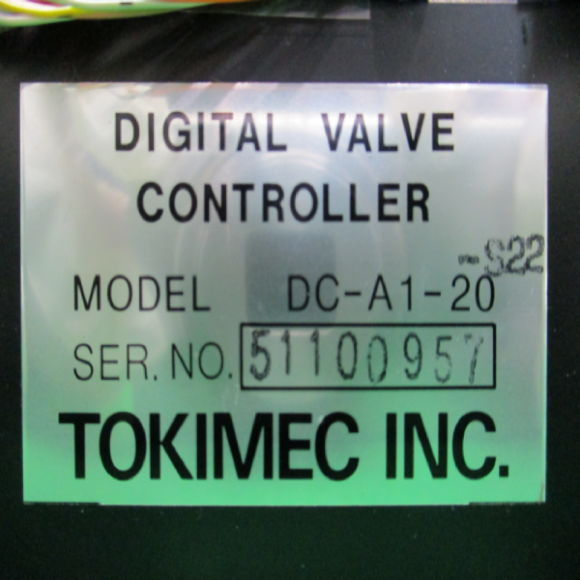 DIGITAL VALVE
CONTROLLER
-S22
MODEL DC-A1-20
SER. NO. 51100957
TOKIMEC INC.